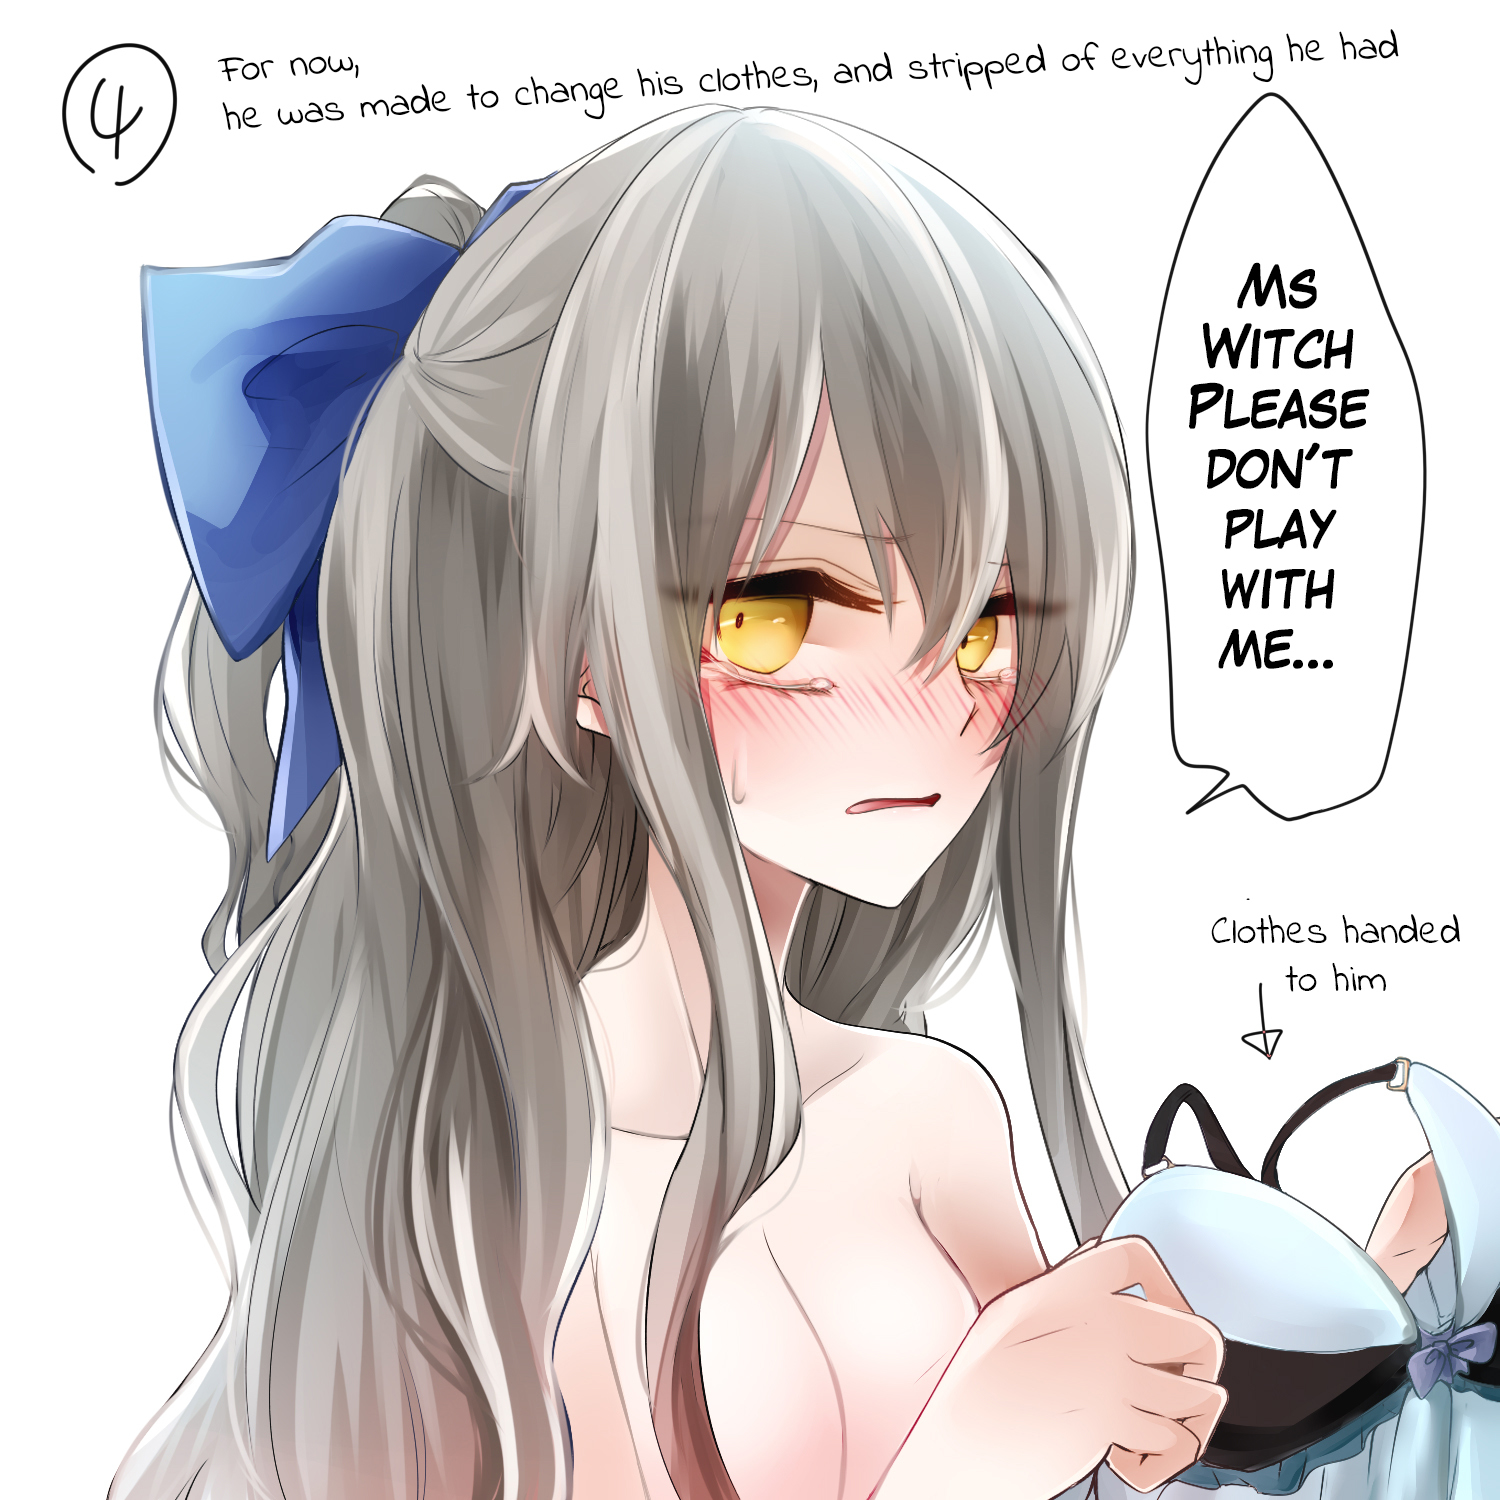 ④
For now,
he was made to change his clothes, and stripped of everything he had
MS
WITCH
PLEASE
DON'T
PLAY
WITH
ME...
Clothes handed
to him